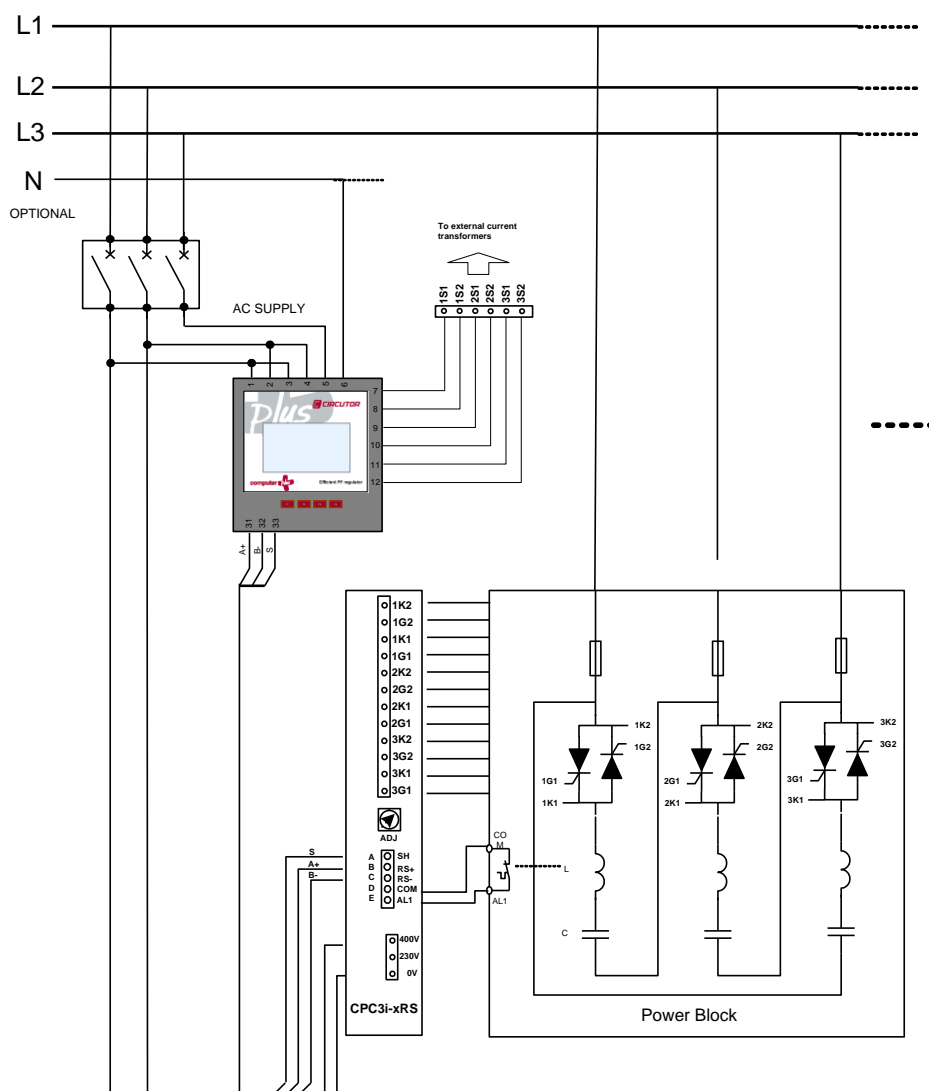 L1
L2
L3
N
OPTIONAL
To external current
transformers
1S1
1S2
2S1
2S2
3S1
3S2
AC SUPPLY
1
2
3
4
5
6
plus
CIRCUTOR
computer plus
Efficient PF regulator
7
8
9
10
11
12
31
32
33
A+
B-
S
1K2
1G2
1K1
1G1
2K2
2G2
2K1
2G1
3K2
3G2
3K1
3G1
ADJ
S
A+
B-
A SH
B RS+
C RS-
D COM
E AL1
400V
230V
0V
CPC3i-xRS
CO
M
AL1
L
C
1K2
1G2
1G1
1K1
2K2
2G2
2G1
2K1
3K2
3G2
3G1
3K1
Power Block